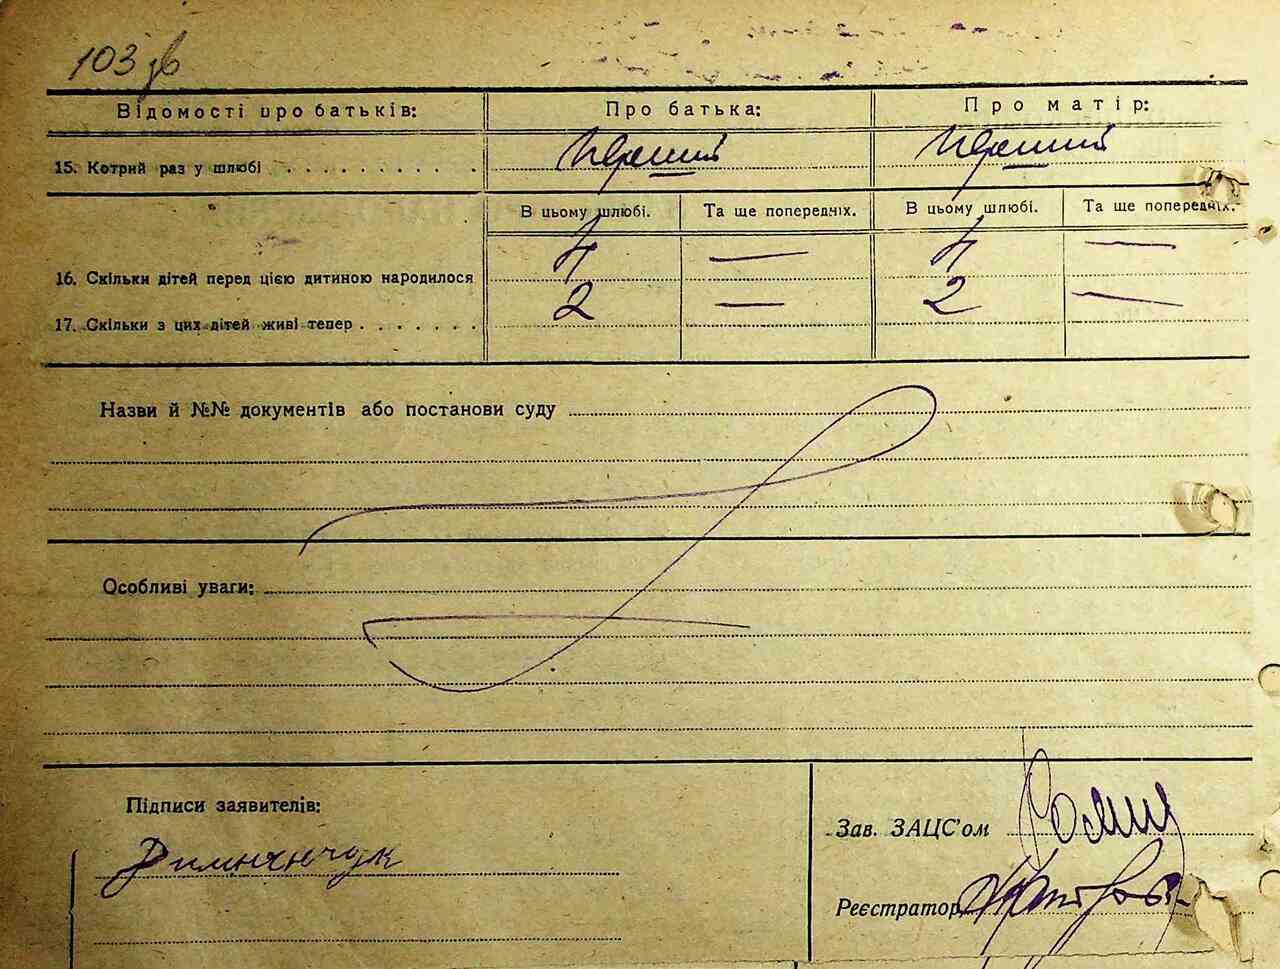 103 зв
Відомості про батьків: Про батька: Про матір:
15. Котрий раз у шлюбі . . . . . . . . . . Перший Перший
В цьому шлюбі. Та ще попередніх. В цьому шлюбі. Та ще попередніх.
16. Скільки дітей перед цією дитиною народилося 4 — 4 —
17. Скільки з цих дітей живі тепер . . . . . . . 2 — 2 —
Назви й №№ документів або постанови суду
Особливі уваги:
Підписи заявителів:
Зав. ЗАЦС'ом
Реєстратор